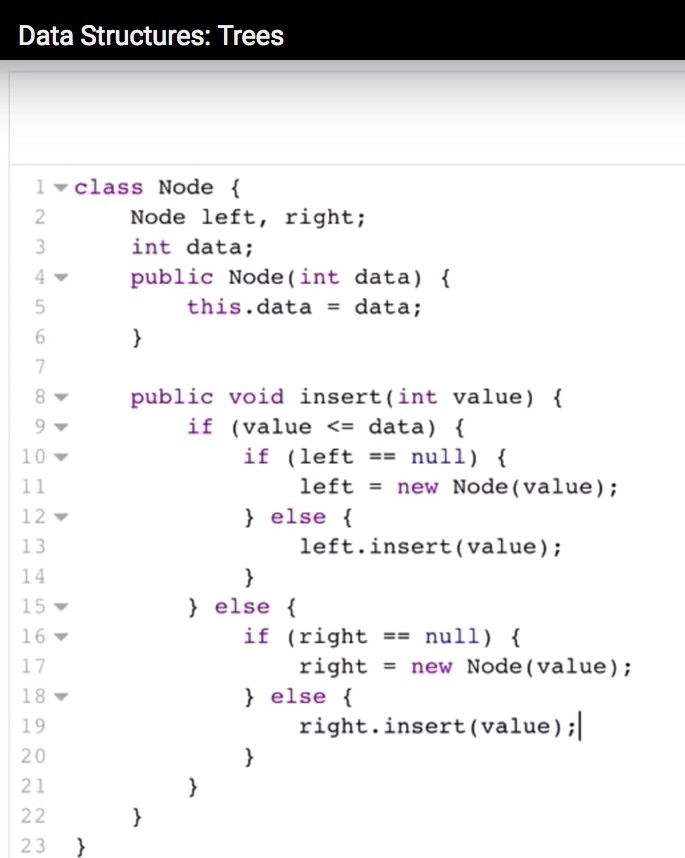 Data Structures: Trees
1 class Node {
2 Node left, right;
3 int data;
4 public Node(int data) {
5 this.data = data;
6 }
7
8 public void insert(int value) {
9 if (value <= data) {
10 if (left == null) {
11 left = new Node(value);
12 } else {
13 left.insert(value);
14 }
15 } else {
16 if (right == null) {
17 right = new Node(value);
18 } else {
19 right.insert(value);
20 }
21 }
22 }
23 }